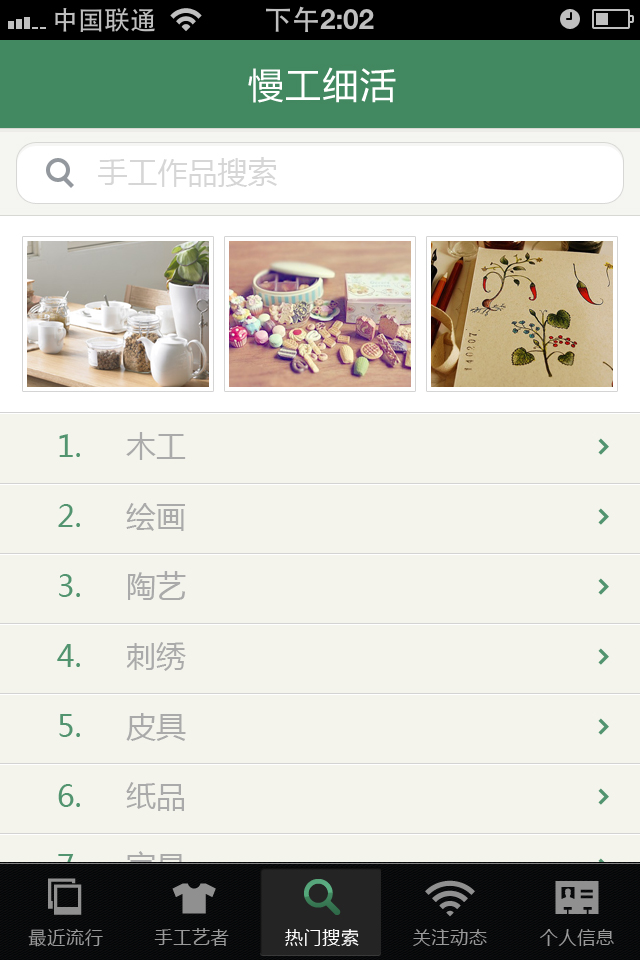 中国联通 下午2:02
慢工细活
手工作品搜索
1. 木工
2. 绘画
3. 陶艺
4. 刺绣
5. 皮具
6. 纸品
最近流行 手工艺者 热门搜索 关注动态 个人信息